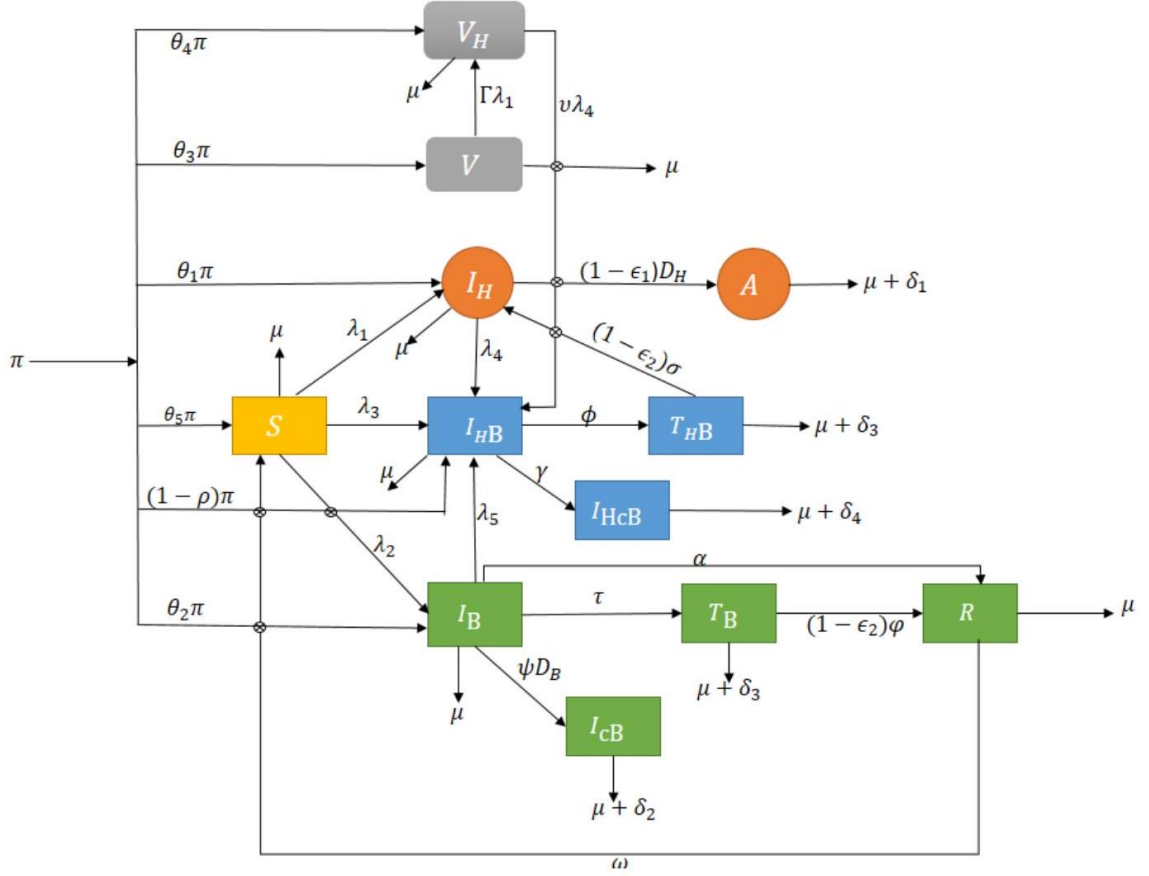 θ₄π
V_H
μ
Γλ₁
υλ₄
θ₃π
V
μ
θ₁π
I_H
(1−ϵ₁)D_H
A
μ + δ₁
μ
λ₁
μ
λ₄
(1−ϵ₂)σ
π
θ₅π
S
λ₃
I_HB
ϕ
T_HB
μ + δ₃
μ
γ
(1−ρ)π
λ₅
I_HcB
μ + δ₄
λ₂
α
θ₂π
I_B
τ
T_B
(1−ϵ₂)φ
R
μ
ψD_B
μ
μ + δ₃
I_cB
μ + δ₂
ω